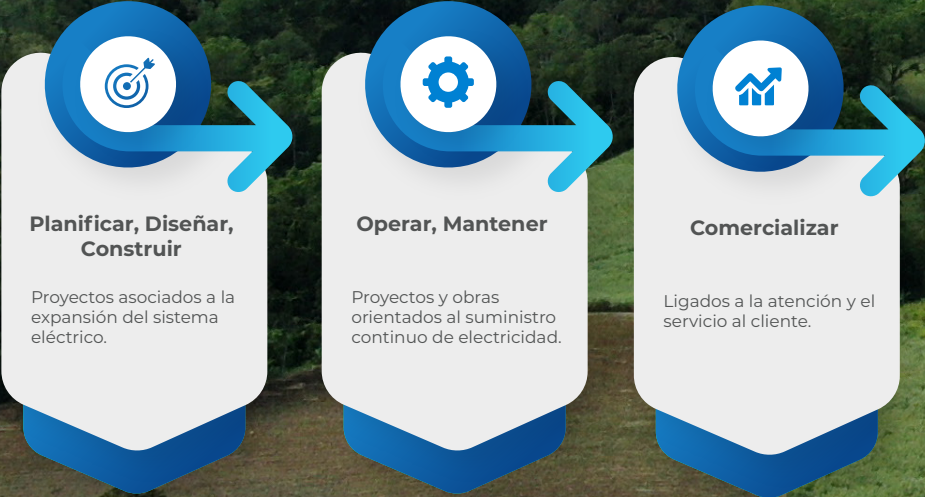 Planificar, Diseñar,
Construir
Proyectos asociados a la
expansión del sistema
eléctrico.
Operar, Mantener
Proyectos y obras
orientados al suministro
continuo de electricidad.
Comercializar
Ligados a la atención y el
servicio al cliente.